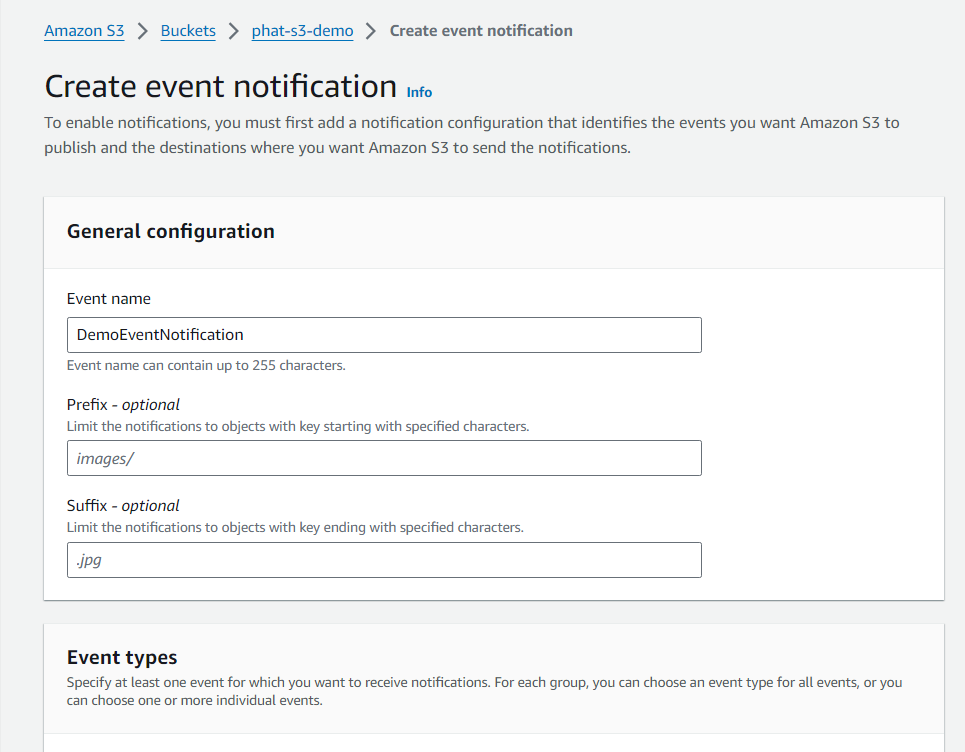 Amazon S3 > Buckets > phat-s3-demo > Create event notification
Create event notification Info
To enable notifications, you must first add a notification configuration that identifies the events you want Amazon S3 to
publish and the destinations where you want Amazon S3 to send the notifications.
General configuration
Event name
DemoEventNotification
Event name can contain up to 255 characters.
Prefix - optional
Limit the notifications to objects with key starting with specified characters.
images/
Suffix - optional
Limit the notifications to objects with key ending with specified characters.
.jpg
Event types
Specify at least one event for which you want to receive notifications. For each group, you can choose an event type for all events, or you
can choose one or more individual events.